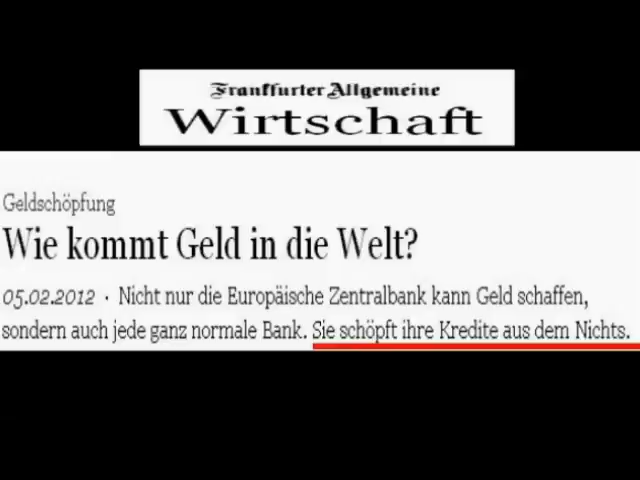 Frankfurter Allgemeine
Wirtschaft
Geldschöpfung
Wie kommt Geld in die Welt?
05.02.2012 · Nicht nur die Europäische Zentralbank kann Geld schaffen,
sondern auch jede ganz normale Bank. Sie schöpft ihre Kredite aus dem Nichts.